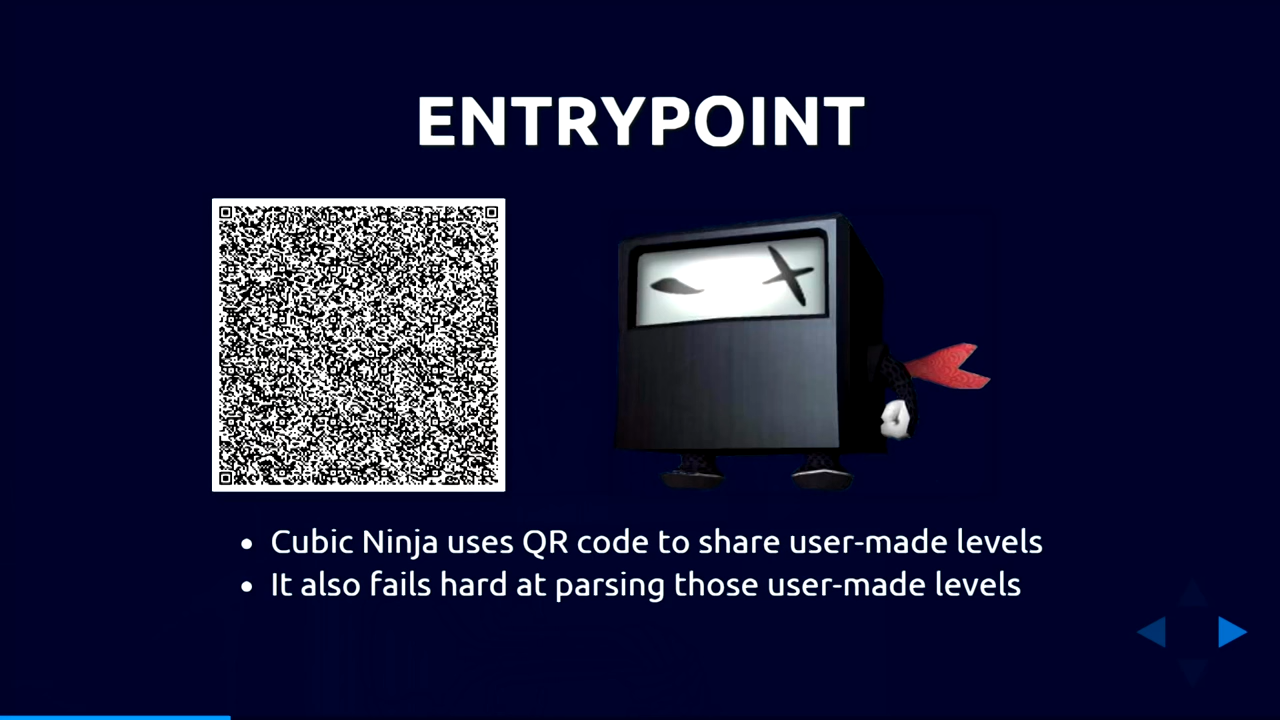 ENTRYPOINT
• Cubic Ninja uses QR code to share user-made levels
• It also fails hard at parsing those user-made levels